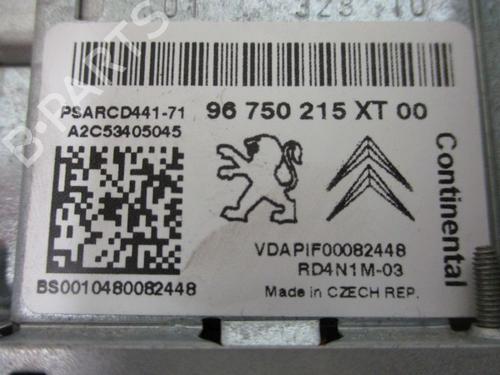 PSARCD441-71
A2C53405045
96 750 215 XT 00
VDAPIF00082448
RD4N1M-03
BS0010480082448
Made in CZECH REP.
Continental
B-PARTS